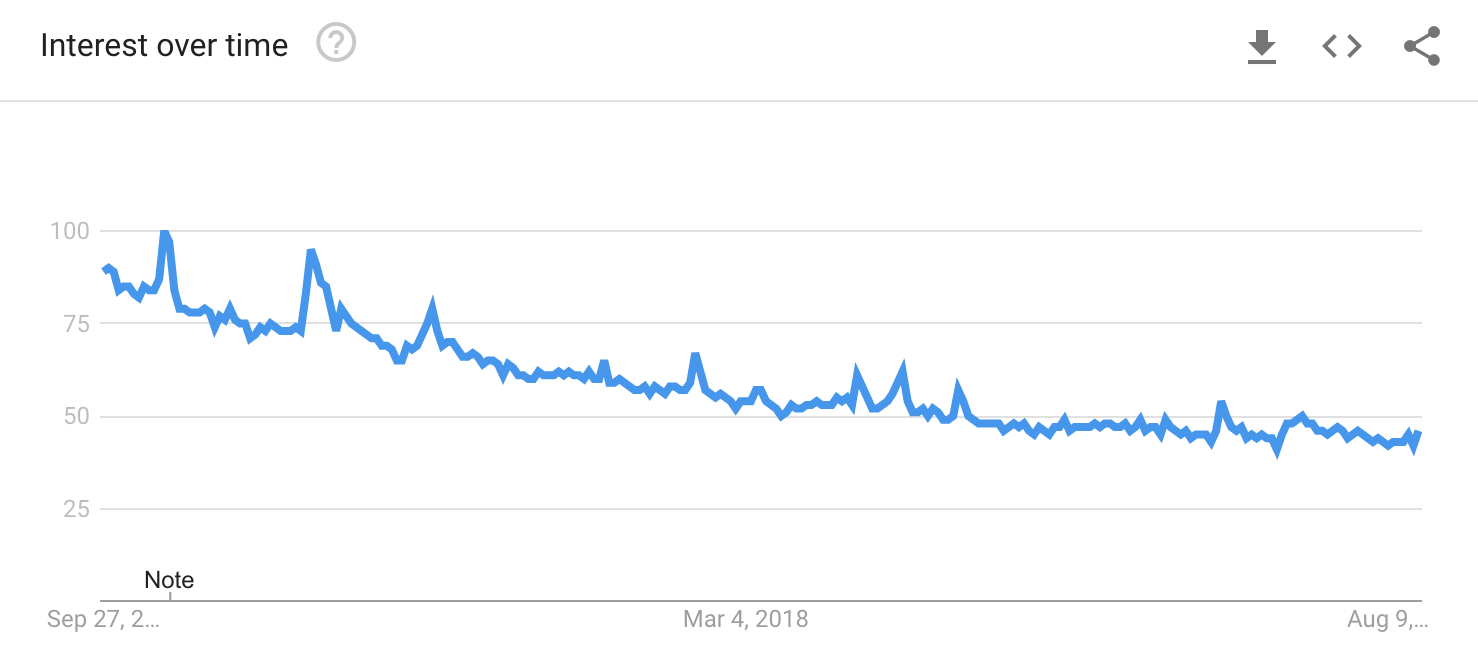 Interest over time
100
75
50
25
Note
Sep 27, 2...
Mar 4, 2018
Aug 9,...